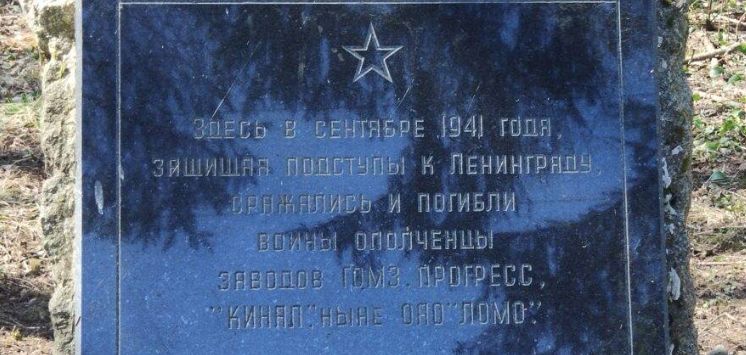 Здесь в сентябре 1941 года,
защищая подступы к Ленинграду,
сражались и погибли
воины ополченцы
заводов ГОМЗ. Прогресс,
"КИНАП", ныне ОАО "ЛОМО".